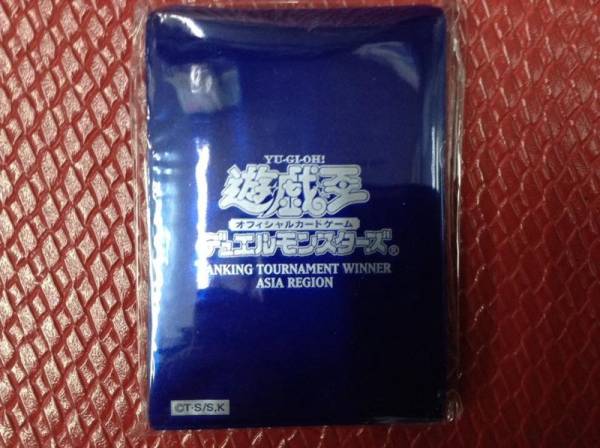 YU-GI-OH!
遊戯王
オフィシャルカードゲーム
デュエルモンスターズ®
RANKING TOURNAMENT WINNER
ASIA REGION
©T・S/S,K